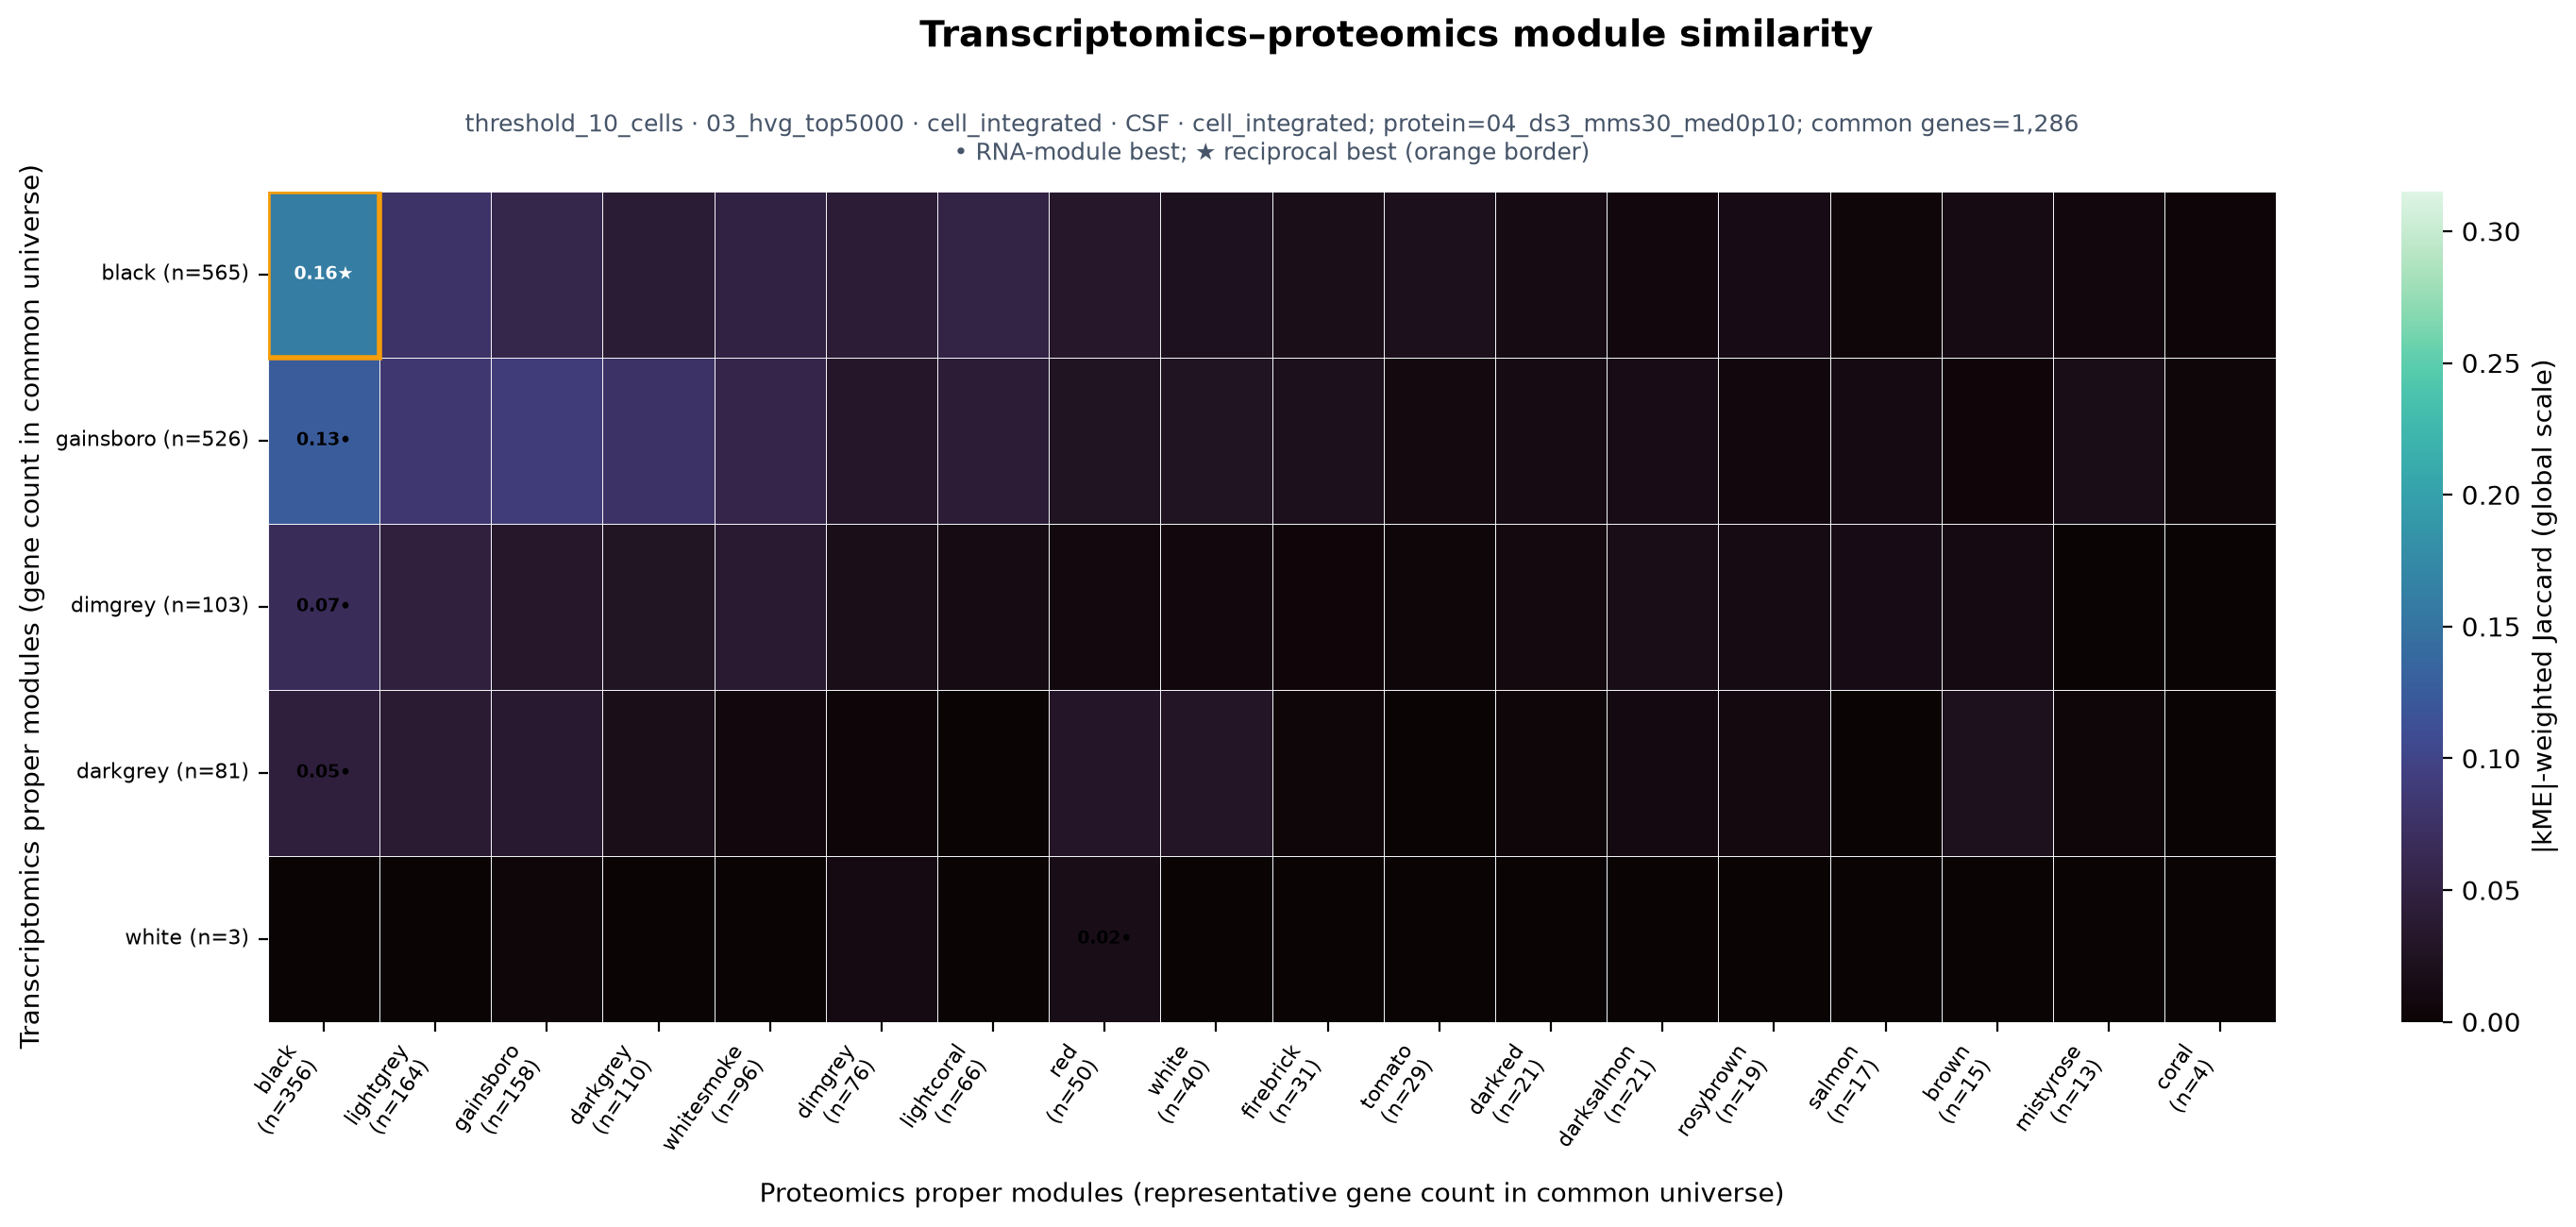 Transcriptomics–proteomics module similarity
threshold_10_cells · 03_hvg_top5000 · cell_integrated · CSF · cell_integrated; protein=04_ds3_mms30_med0p10; common genes=1,286
• RNA-module best; ★ reciprocal best (orange border)
Transcriptomics proper modules (gene count in common universe)
black (n=565)
gainsboro (n=526)
dimgrey (n=103)
darkgrey (n=81)
white (n=3)
0.16★
0.13•
0.07•
0.05•
0.02•
black
(n=356)
lightgrey
(n=164)
gainsboro
(n=158)
darkgrey
(n=110)
whitesmoke
(n=96)
dimgrey
(n=76)
lightcoral
(n=66)
red
(n=50)
white
(n=40)
firebrick
(n=31)
tomato
(n=29)
darkred
(n=21)
darksalmon
(n=21)
rosybrown
(n=19)
salmon
(n=17)
brown
(n=15)
mistyrose
(n=13)
coral
(n=4)
Proteomics proper modules (representative gene count in common universe)
0.30
0.25
0.20
0.15
0.10
0.05
0.00
|kME|-weighted Jaccard (global scale)